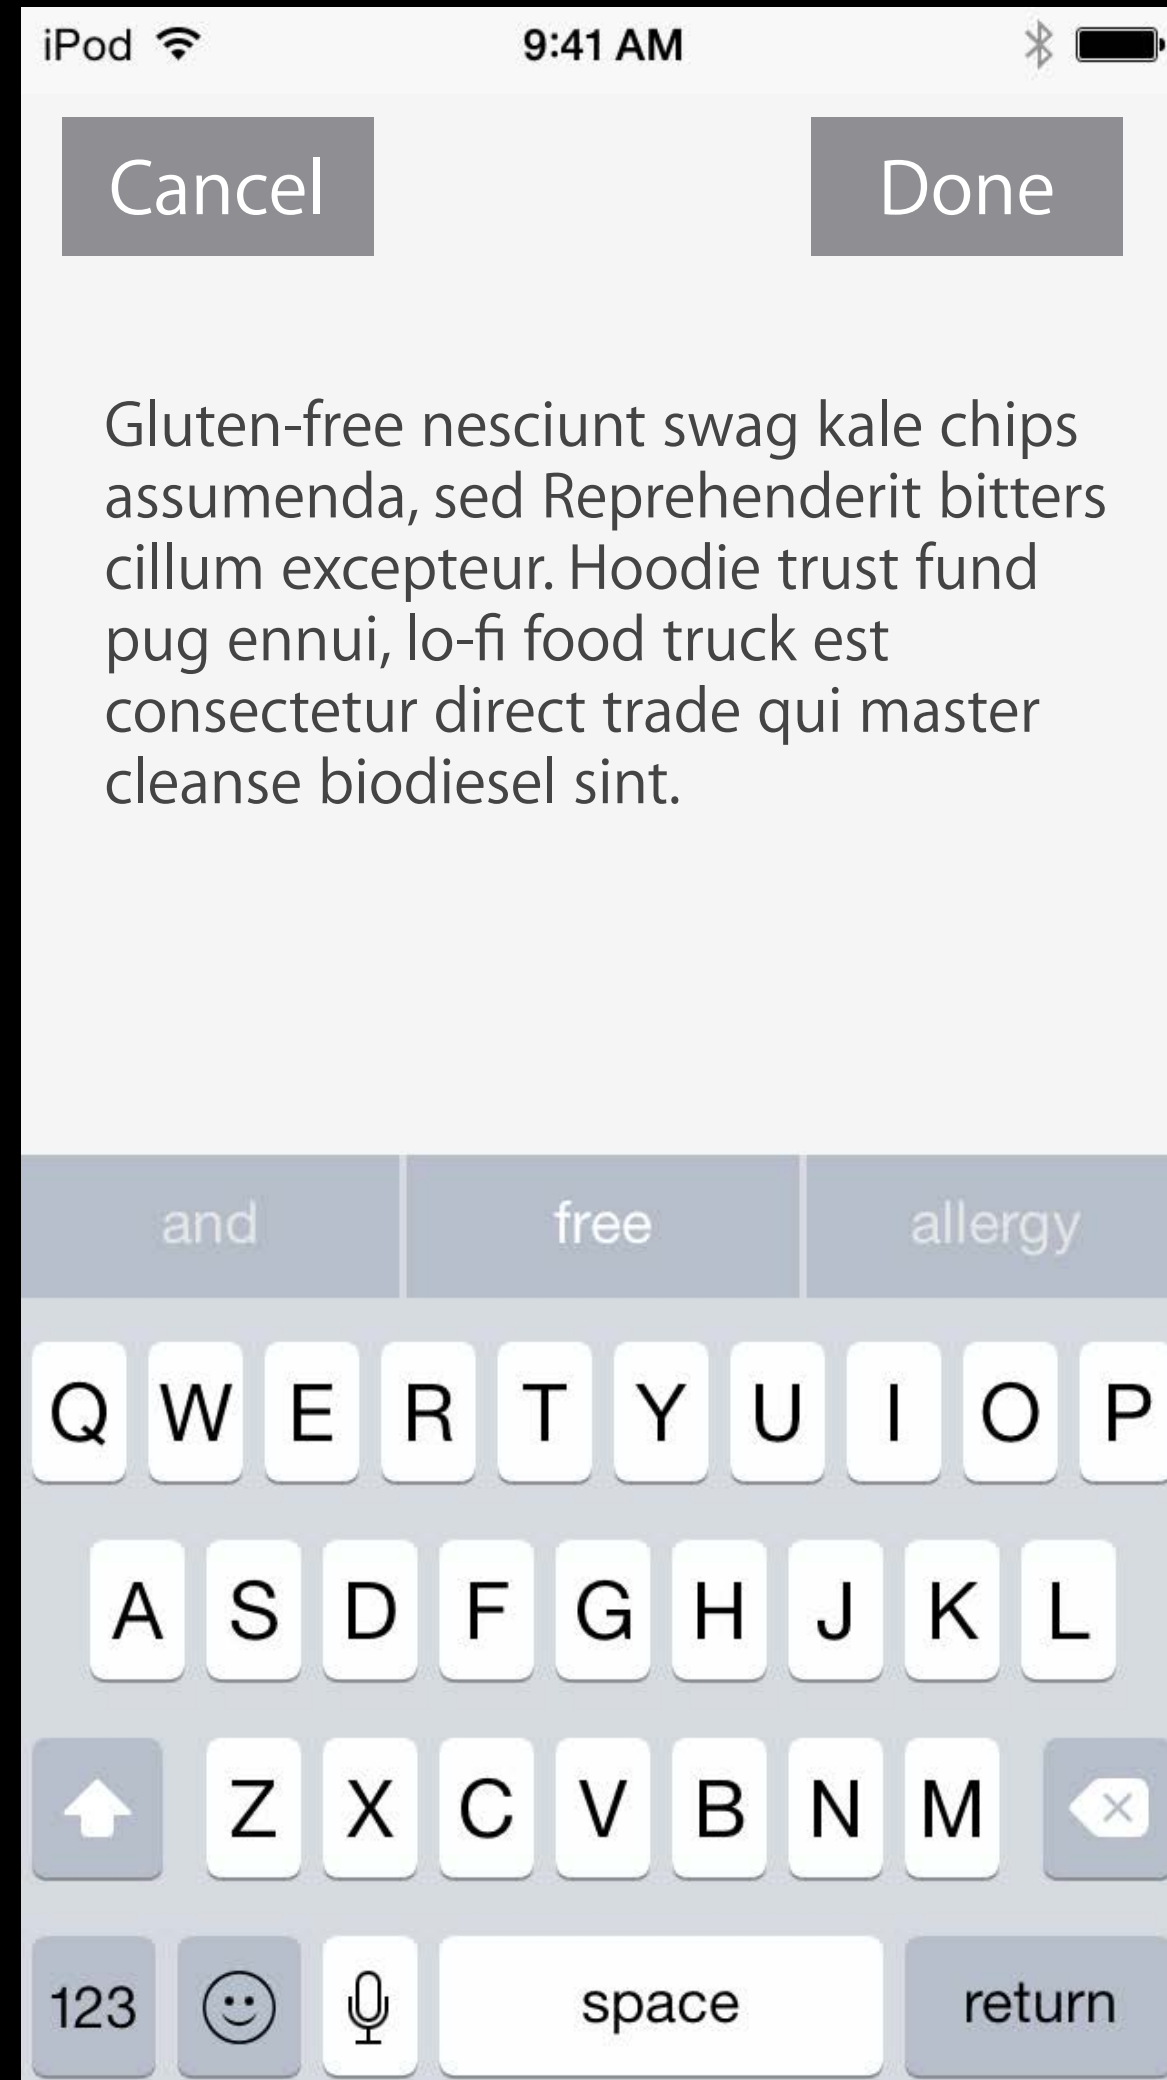 iPod 9:41 AM
Cancel Done
Gluten-free nesciunt swag kale chips
assumenda, sed Reprehenderit bitters
cillum excepteur. Hoodie trust fund
pug ennui, lo-fi food truck est
consectetur direct trade qui master
cleanse biodiesel sint.
and free allergy
Q W E R T Y U I O P
A S D F G H J K L
Z X C V B N M
123 space return